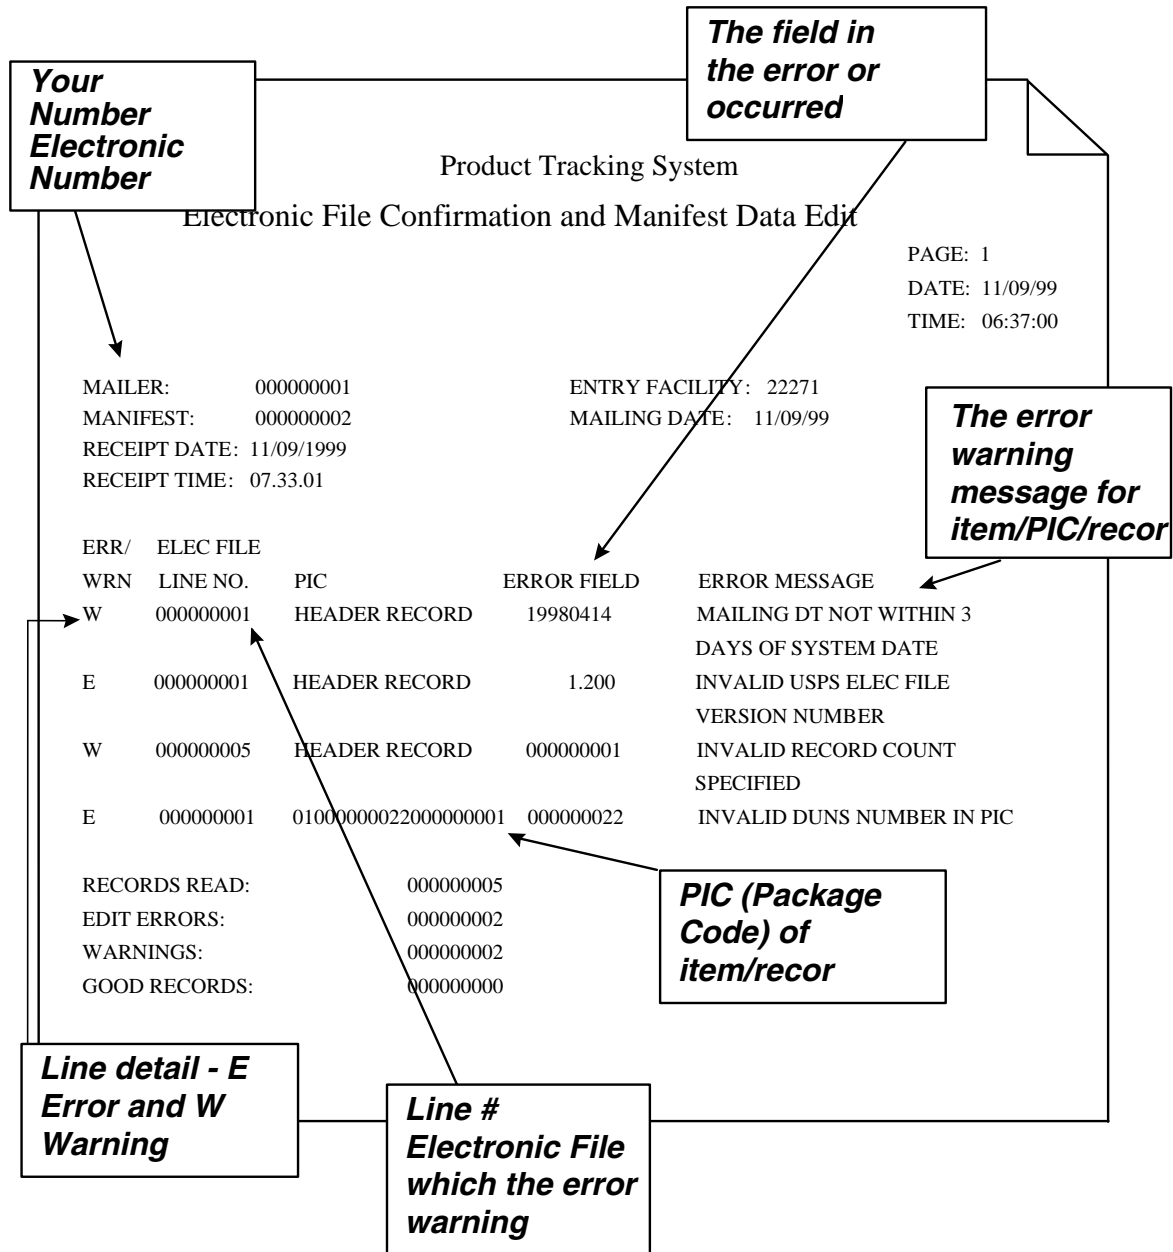 The field in
the error or
occurred
Your
Number
Electronic
Number
Product Tracking System
Electronic File Confirmation and Manifest Data Edit
PAGE: 1
DATE: 11/09/99
TIME: 06:37:00
MAILER: 000000001 ENTRY FACILITY: 22271
MANIFEST: 000000002 MAILING DATE: 11/09/99
RECEIPT DATE: 11/09/1999
RECEIPT TIME: 07.33.01
The error
warning
message for
item/PIC/recor
ERR/ ELEC FILE
WRN LINE NO. PIC ERROR FIELD ERROR MESSAGE
W 000000001 HEADER RECORD 19980414 MAILING DT NOT WITHIN 3
DAYS OF SYSTEM DATE
E 000000001 HEADER RECORD 1.200 INVALID USPS ELEC FILE
VERSION NUMBER
W 000000005 HEADER RECORD 000000001 INVALID RECORD COUNT
SPECIFIED
E 000000001 01000000022000000001 000000022 INVALID DUNS NUMBER IN PIC
RECORDS READ: 000000005
EDIT ERRORS: 000000002
WARNINGS: 000000002
GOOD RECORDS: 000000000
PIC (Package
Code) of
item/recor
Line detail - E
Error and W
Warning
Line #
Electronic File
which the error
warning